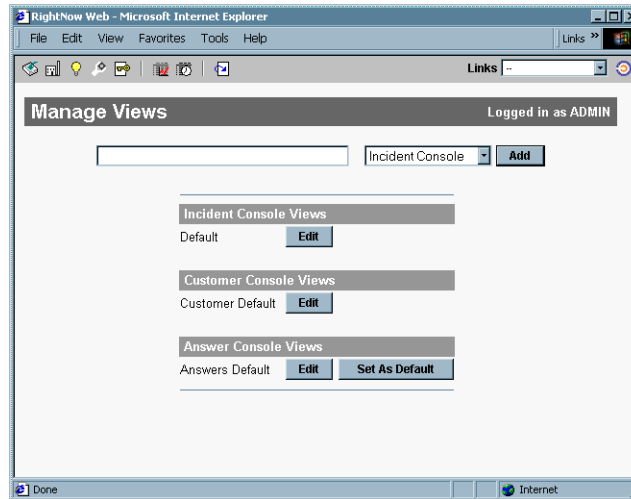 RightNow Web - Microsoft Internet Explorer
File Edit View Favorites Tools Help Links »
Links --
Manage Views Logged in as ADMIN
Incident Console Add
Incident Console Views
Default Edit
Customer Console Views
Customer Default Edit
Answer Console Views
Answers Default Edit Set As Default
Done Internet